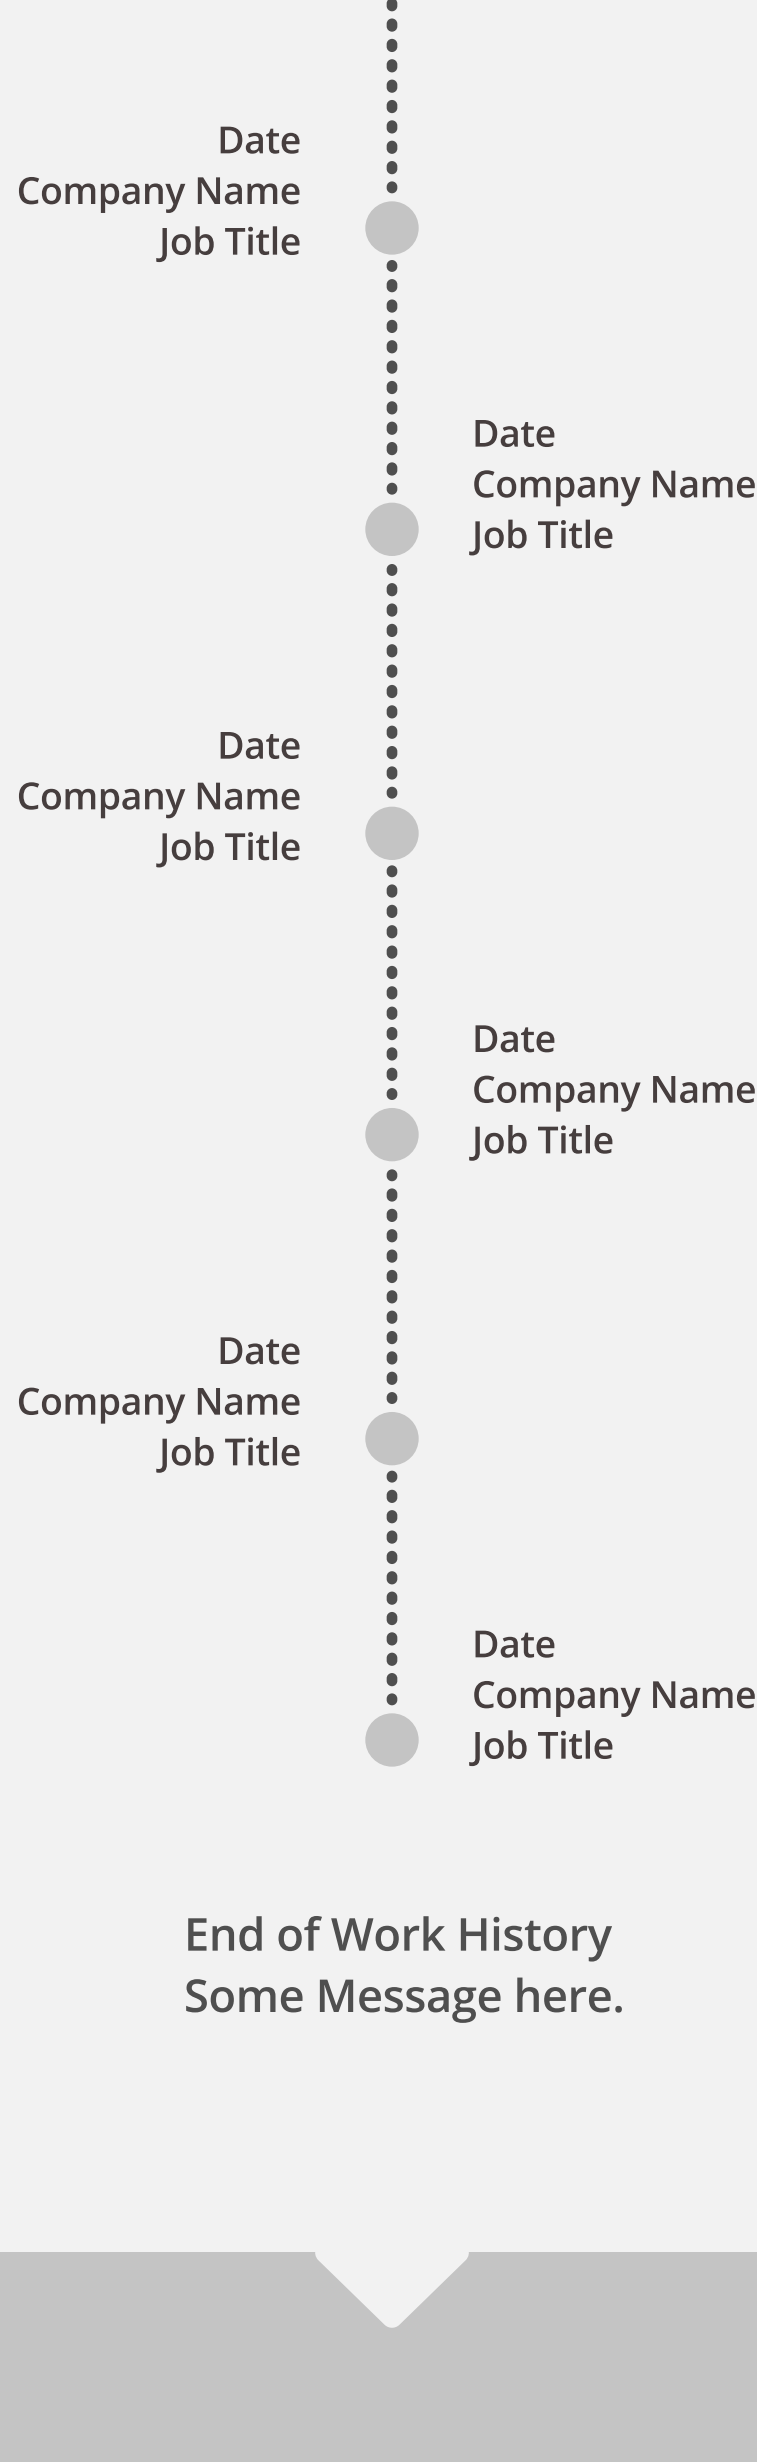 Date
Company Name
Job Title
Date
Company Name
Job Title
Date
Company Name
Job Title
Date
Company Name
Job Title
Date
Company Name
Job Title
Date
Company Name
Job Title
End of Work History
Some Message here.